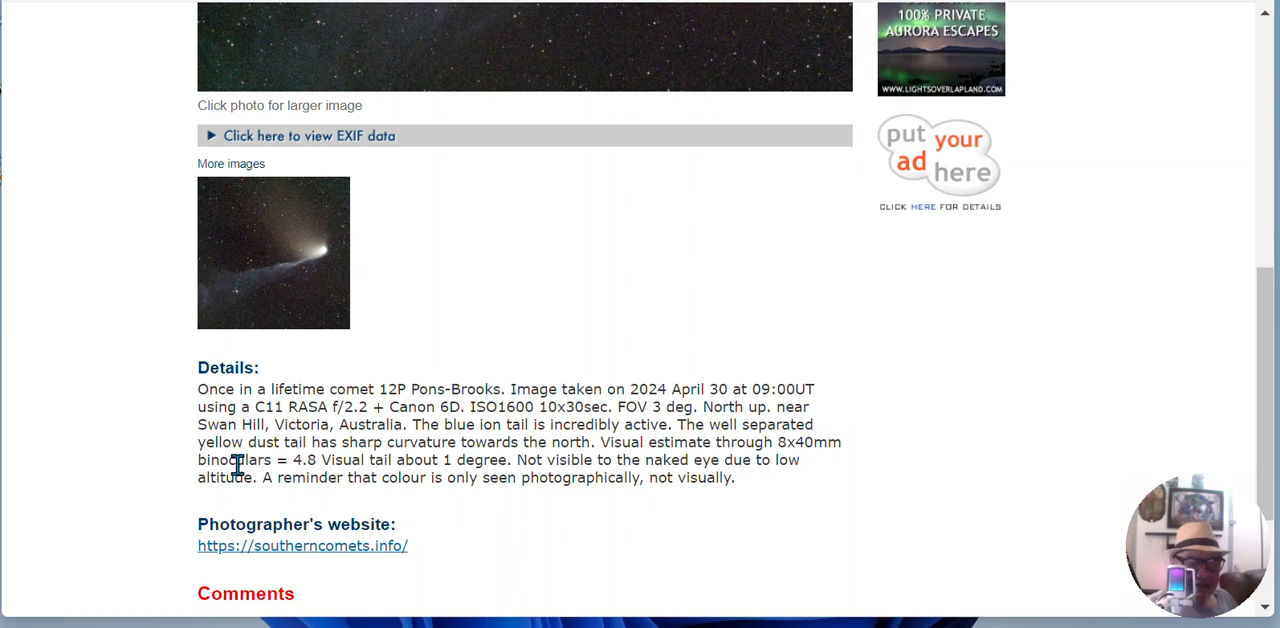 100% PRIVATE
AURORA ESCAPES
WWW.LIGHTSOVERLAPLAND.COM
Click photo for larger image
Click here to view EXIF data
put your
ad here
More images
CLICK HERE FOR DETAILS
Details:
Once in a lifetime comet 12P Pons-Brooks. Image taken on 2024 April 30 at 09:00UT
using a C11 RASA f/2.2 + Canon 6D. ISO1600 10x30sec. FOV 3 deg. North up. near
Swan Hill, Victoria, Australia. The blue ion tail is incredibly active. The well separated
yellow dust tail has sharp curvature towards the north. Visual estimate through 8x40mm
binoculars = 4.8 Visual tail about 1 degree. Not visible to the naked eye due to low
altitude. A reminder that colour is only seen photographically, not visually.
Photographer's website:
https://southerncomets.info/
Comments